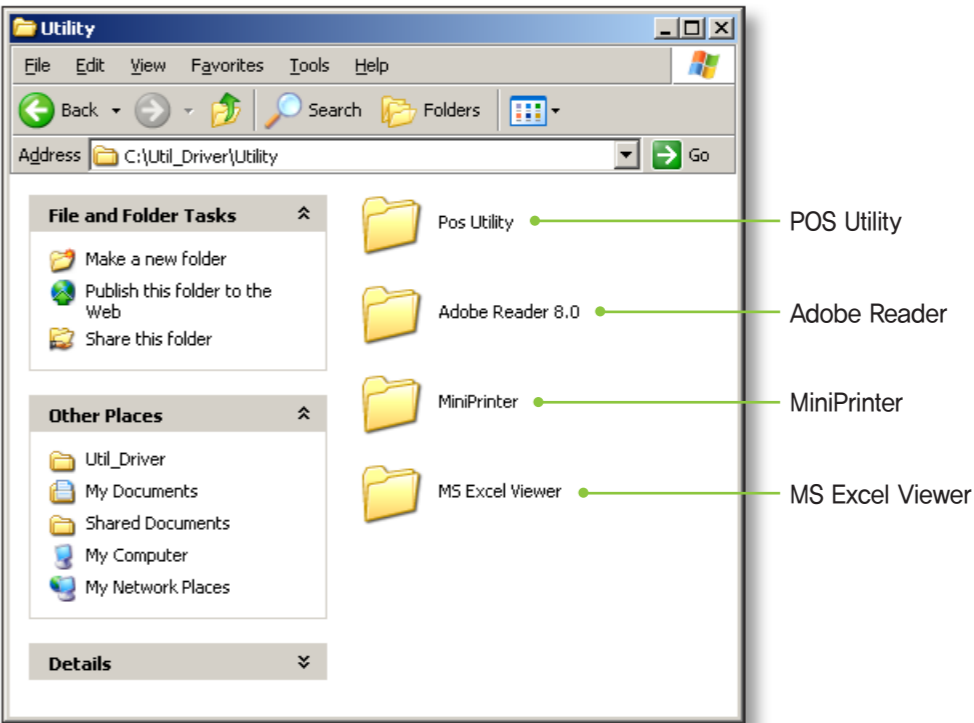 Utility
File Edit View Favorites Tools Help
Back Search Folders
Address C:\Util_Driver\Utility Go
File and Folder Tasks
Make a new folder
Publish this folder to the
Web
Share this folder
Other Places
Util_Driver
My Documents
Shared Documents
My Computer
My Network Places
Details
Pos Utility POS Utility
Adobe Reader 8.0 Adobe Reader
MiniPrinter MiniPrinter
MS Excel Viewer MS Excel Viewer